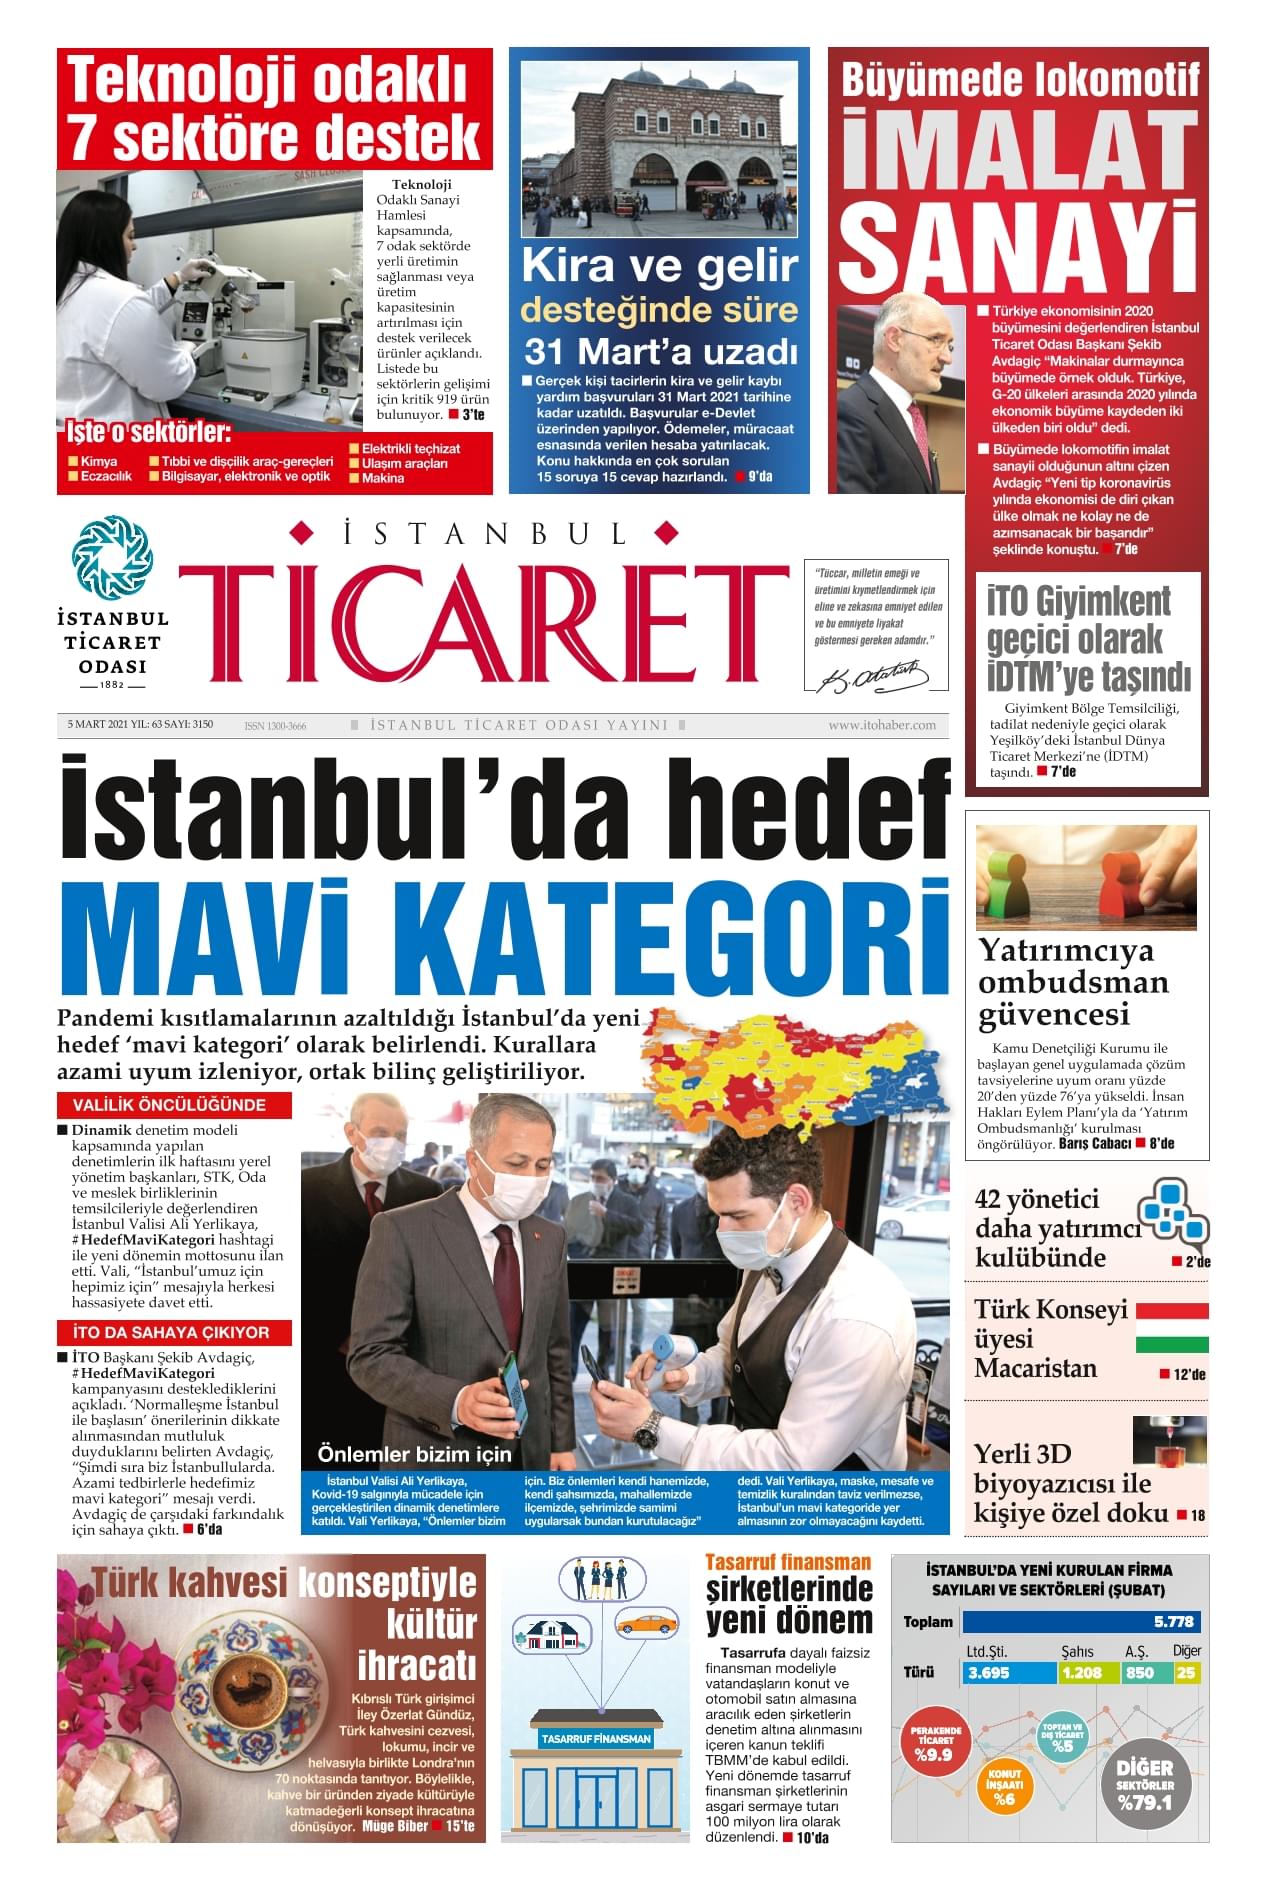 Teknoloji odaklı
7 sektöre destek
Teknoloji
Odaklı Sanayi
Hamlesi
kapsamında,
7 odak sektörde
yerli üretimin
sağlanması veya
üretim
kapasitesinin
artırılması için
destek verilecek
ürünler açıklandı.
Listede bu
sektörlerin gelişimi
için kritik 919 ürün
bulunuyor. ■ 3’te
İşte o sektörler:
■ Kimya
■ Eczacılık
■ Tıbbi ve dişçilik araç-gereçleri
■ Bilgisayar, elektronik ve optik
■ Elektrikli teçhizat
■ Ulaşım araçları
■ Makina
Kira ve gelir
desteğinde süre
31 Mart’a uzadı
■ Gerçek kişi tacirlerin kira ve gelir kaybı
yardım başvuruları 31 Mart 2021 tarihine
kadar uzatıldı. Başvurular e-Devlet
üzerinden yapılıyor. Ödemeler, müracaat
esnasında verilen hesaba yatırılacak.
Konu hakkında en çok sorulan
15 soruya 15 cevap hazırlandı. ■ 9’da
Büyümede lokomotif
İMALAT
SANAYİ
■ Türkiye ekonomisinin 2020
büyümesini değerlendiren İstanbul
Ticaret Odası Başkanı Şekib
Avdagiç “Makinalar durmayınca
büyümede örnek olduk. Türkiye,
G-20 ülkeleri arasında 2020 yılında
ekonomik büyüme kaydeden iki
ülkeden biri oldu” dedi.
■ Büyümede lokomotifin imalat
sanayii olduğunun altını çizen
Avdagiç “Yeni tip koronavirüs
yılında ekonomisi de diri çıkan
ülke olmak ne kolay ne de
azımsanacak bir başarıdır”
şeklinde konuştu. ■ 7’de
İTO Giyimkent
geçici olarak
İDTM’ye taşındı
Giyimkent Bölge Temsilciliği,
tadilat nedeniyle geçici olarak
Yeşilköy’deki İstanbul Dünya
Ticaret Merkezi’ne (İDTM)
taşındı. ■ 7’de
İSTANBUL
TİCARET
ODASI
1882
İSTANBUL
TİCARET
“Tüccar, milletin emeği ve
üretimini kıymetlendirmek için
eline ve zekasına emniyet edilen
ve bu emniyete liyakat
göstermesi gereken adamdır.”
K. Atatürk
5 MART 2021 YIL: 63 SAYI: 3150 ISSN 1300-3666 İSTANBUL TİCARET ODASI YAYINI www.itohaber.com
İstanbul’da hedef
MAVİ KATEGORİ
Pandemi kısıtlamalarının azaltıldığı İstanbul’da yeni
hedef ‘mavi kategori’ olarak belirlendi. Kurallara
azami uyum izleniyor, ortak bilinç geliştiriliyor.
VALİLİK ÖNCÜLÜĞÜNDE
■ Dinamik denetim modeli
kapsamında yapılan
denetimlerin ilk haftasını yerel
yönetim başkanları, STK, Oda
ve meslek birliklerinin
temsilcileriyle değerlendiren
İstanbul Valisi Ali Yerlikaya,
#HedefMaviKategori hashtagi
ile yeni dönemin mottosunu ilan
etti. Vali, “İstanbul’umuz için
hepimiz için” mesajıyla herkesi
hassasiyete davet etti.
İTO DA SAHAYA ÇIKIYOR
■ İTO Başkanı Şekib Avdagiç,
#HedefMaviKategori
kampanyasını desteklediklerini
açıkladı. ‘Normalleşme İstanbul
ile başlasın’ önerilerinin dikkate
alınmasından mutluluk
duyduklarını belirten Avdagiç,
“Şimdi sıra biz İstanbullularda.
Azami tedbirlerle hedefimiz
mavi kategori” mesajı verdi.
Avdagiç de çarşıdaki farkındalık
için sahaya çıktı. ■ 6’da
Önlemler bizim için
İstanbul Valisi Ali Yerlikaya,
Kovid-19 salgınıyla mücadele için
gerçekleştirilen dinamik denetimlere
katıldı. Vali Yerlikaya, “Önlemler bizim
için. Biz önlemleri kendi hanemizde,
kendi şahsımızda, mahallemizde
ilçemizde, şehrimizde samimi
uygularsak bundan kurutulacağız”
dedi. Vali Yerlikaya, maske, mesafe ve
temizlik kuralından taviz verilmezse,
İstanbul’un mavi kategoride yer
almasının zor olmayacağını kaydetti.
Yatırımcıya
ombudsman
güvencesi
Kamu Denetçiliği Kurumu ile
başlayan genel uygulamada çözüm
tavsiyelerine uyum oranı yüzde
20’den yüzde 76’ya yükseldi. İnsan
Hakları Eylem Planı’yla da ‘Yatırım
Ombudsmanlığı’ kurulması
öngörülüyor. Barış Cabacı ■ 8’de
42 yönetici
daha yatırımcı
kulübünde
■ 2’de
Türk Konseyi
üyesi
Macaristan
■ 12’de
Yerli 3D
biyoyazıcısı ile
kişiye özel doku ■ 18
Türk kahvesi konseptiyle
kültür
ihracatı
Kıbrıslı Türk girişimci
İley Özerlat Gündüz,
Türk kahvesini cezvesi,
lokumu, incir ve
helvasıyla birlikte Londra’nın
70 noktasında tanıtıyor. Böylelikle,
kahve bir üründen ziyade kültürüyle
katmadeğerli konsept ihracatına
dönüşüyor. Müge Biber ■ 15’te
TASARRUF FİNANSMAN
Tasarruf finansman
şirketlerinde
yeni dönem
Tasarrufa dayalı faizsiz
finansman modeliyle
vatandaşların konut ve
otomobil satın almasına
aracılık eden şirketlerin
denetim altına alınmasını
içeren kanun teklifi
TBMM’de kabul edildi.
Yeni dönemde tasarruf
finansman şirketlerinin
asgari sermaye tutarı
100 milyon lira olarak
düzenlendi. ■ 10’da
İSTANBUL’DA YENİ KURULAN FİRMA
SAYILARI VE SEKTÖRLERİ (ŞUBAT)
Toplam 5.778
Ltd.Şti. Şahıs A.Ş. Diğer
Türü 3.695 1.208 850 25
PERAKENDE
TİCARET
%9.9
KONUT
İNŞAATI
%6
TOPTAN VE
DIŞ TİCARET
%5
DİĞER
SEKTÖRLER
%79.1